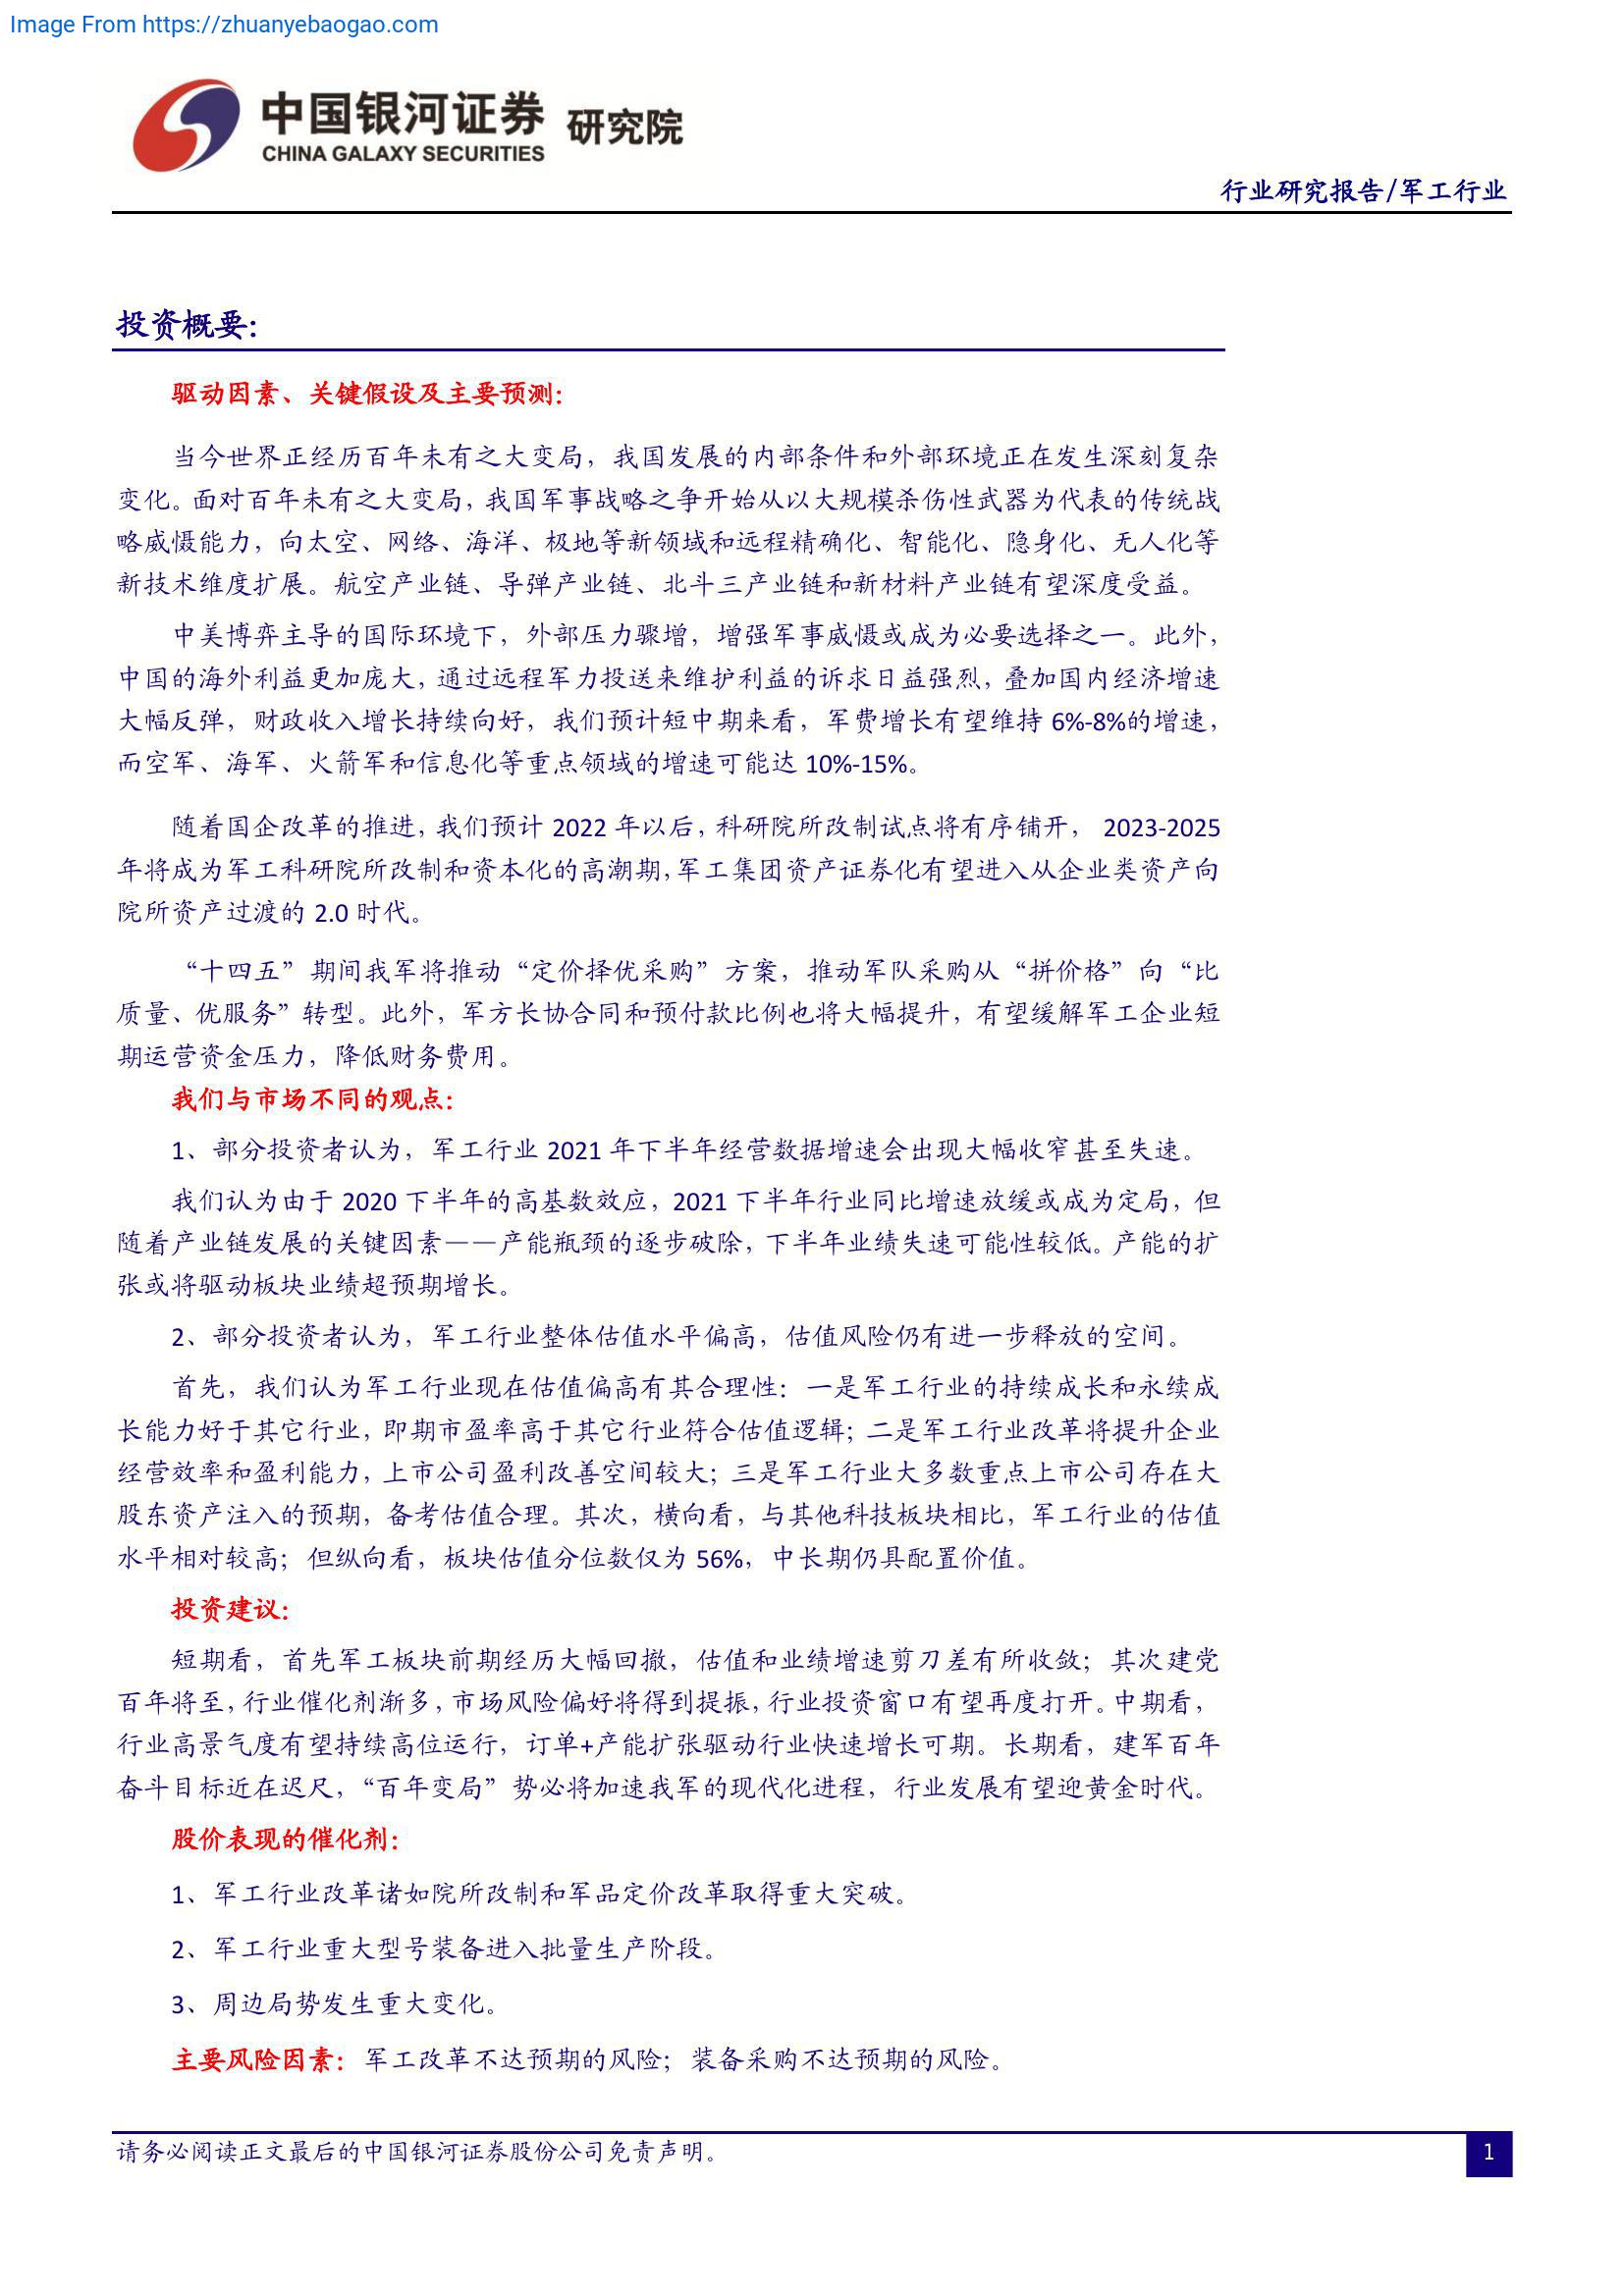 Image From https://zhuanyebaogao.com
中国银河证券 研究院
CHINA GALAXY SECURITIES
行业研究报告/军工行业
投资概要:
驱动因素、关键假设及主要预测:
当今世界正经历百年未有之大变局，我国发展的内部条件和外部环境正在发生深刻复杂
变化。面对百年未有之大变局，我国军事战略之争开始从以大规模杀伤性武器为代表的传统战
略威慑能力，向太空、网络、海洋、极地等新领域和远程精确化、智能化、隐身化、无人化等
新技术维度扩展。航空产业链、导弹产业链、北斗三产业链和新材料产业链有望深度受益。
中美博弈主导的国际环境下，外部压力骤增，增强军事威慑或成为必要选择之一。此外，
中国的海外利益更加庞大，通过远程军力投送来维护利益的诉求日益强烈，叠加国内经济增速
大幅反弹，财政收入增长持续向好，我们预计短中期来看，军费增长有望维持 6%-8%的增速，
而空军、海军、火箭军和信息化等重点领域的增速可能达 10%-15%。
随着国企改革的推进，我们预计 2022 年以后，科研院所改制试点将有序铺开， 2023-2025
年将成为军工科研院所改制和资本化的高潮期，军工集团资产证券化有望进入从企业类资产向
院所资产过渡的 2.0 时代。
“十四五”期间我军将推动“定价择优采购”方案，推动军队采购从“拼价格”向“比
质量、优服务”转型。此外，军方长协合同和预付款比例也将大幅提升，有望缓解军工企业短
期运营资金压力，降低财务费用。
我们与市场不同的观点:
1、部分投资者认为，军工行业 2021 年下半年经营数据增速会出现大幅收窄甚至失速。
我们认为由于 2020 下半年的高基数效应，2021 下半年行业同比增速放缓或成为定局，但
随着产业链发展的关键因素——产能瓶颈的逐步破除，下半年业绩失速可能性较低。产能的扩
张或将驱动板块业绩超预期增长。
2、部分投资者认为，军工行业整体估值水平偏高，估值风险仍有进一步释放的空间。
首先，我们认为军工行业现在估值偏高有其合理性：一是军工行业的持续成长和永续成
长能力好于其它行业，即期市盈率高于其它行业符合估值逻辑；二是军工行业改革将提升企业
经营效率和盈利能力，上市公司盈利改善空间较大；三是军工行业大多数重点上市公司存在大
股东资产注入的预期，备考估值合理。其次，横向看，与其他科技板块相比，军工行业的估值
水平相对较高；但纵向看，板块估值分位数仅为 56%，中长期仍具配置价值。
投资建议:
短期看，首先军工板块前期经历大幅回撤，估值和业绩增速剪刀差有所收敛；其次建党
百年将至，行业催化剂渐多，市场风险偏好将得到提振，行业投资窗口有望再度打开。中期看，
行业高景气度有望持续高位运行，订单+产能扩张驱动行业快速增长可期。长期看，建军百年
奋斗目标近在迟尺，“百年变局”势必将加速我军的现代化进程，行业发展有望迎黄金时代。
股价表现的催化剂:
1、军工行业改革诸如院所改制和军品定价改革取得重大突破。
2、军工行业重大型号装备进入批量生产阶段。
3、周边局势发生重大变化。
主要风险因素：军工改革不达预期的风险；装备采购不达预期的风险。
请务必阅读正文最后的中国银河证券股份公司免责声明。
1